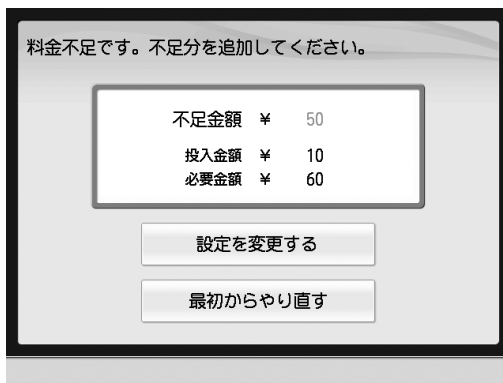 料金不足です。不足分を追加してください。
不足金額 ¥ 50
投入金額 ¥ 10
必要金額 ¥ 60
設定を変更する
最初からやり直す